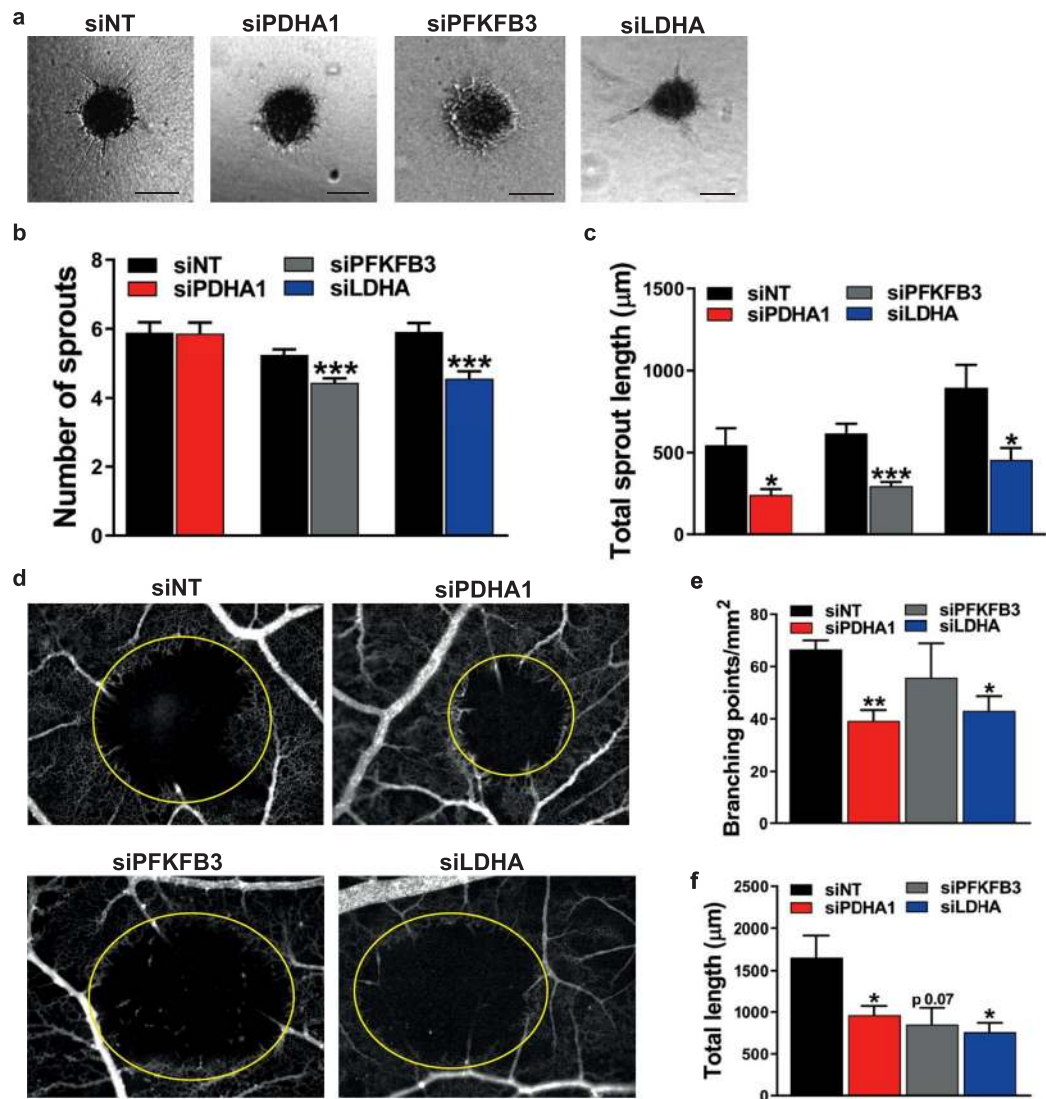 a
siNT siPDHA1 siPFKFB3 siLDHA
b
Number of sprouts
8
6
4
2
0
siNT siPFKFB3
siPDHA1 siLDHA
***
***
c
Total sprout length (μm)
1500
1000
500
0
siNT siPFKFB3
siPDHA1 siLDHA
*
***
*
d
siNT siPDHA1
siPFKFB3 siLDHA
e
Branching points/mm²
80
60
40
20
0
siNT siPFKFB3
siPDHA1 siLDHA
**
*
f
Total length (μm)
2500
2000
1500
1000
500
0
siNT siPFKFB3
siPDHA1 siLDHA
*
p 0.07
*